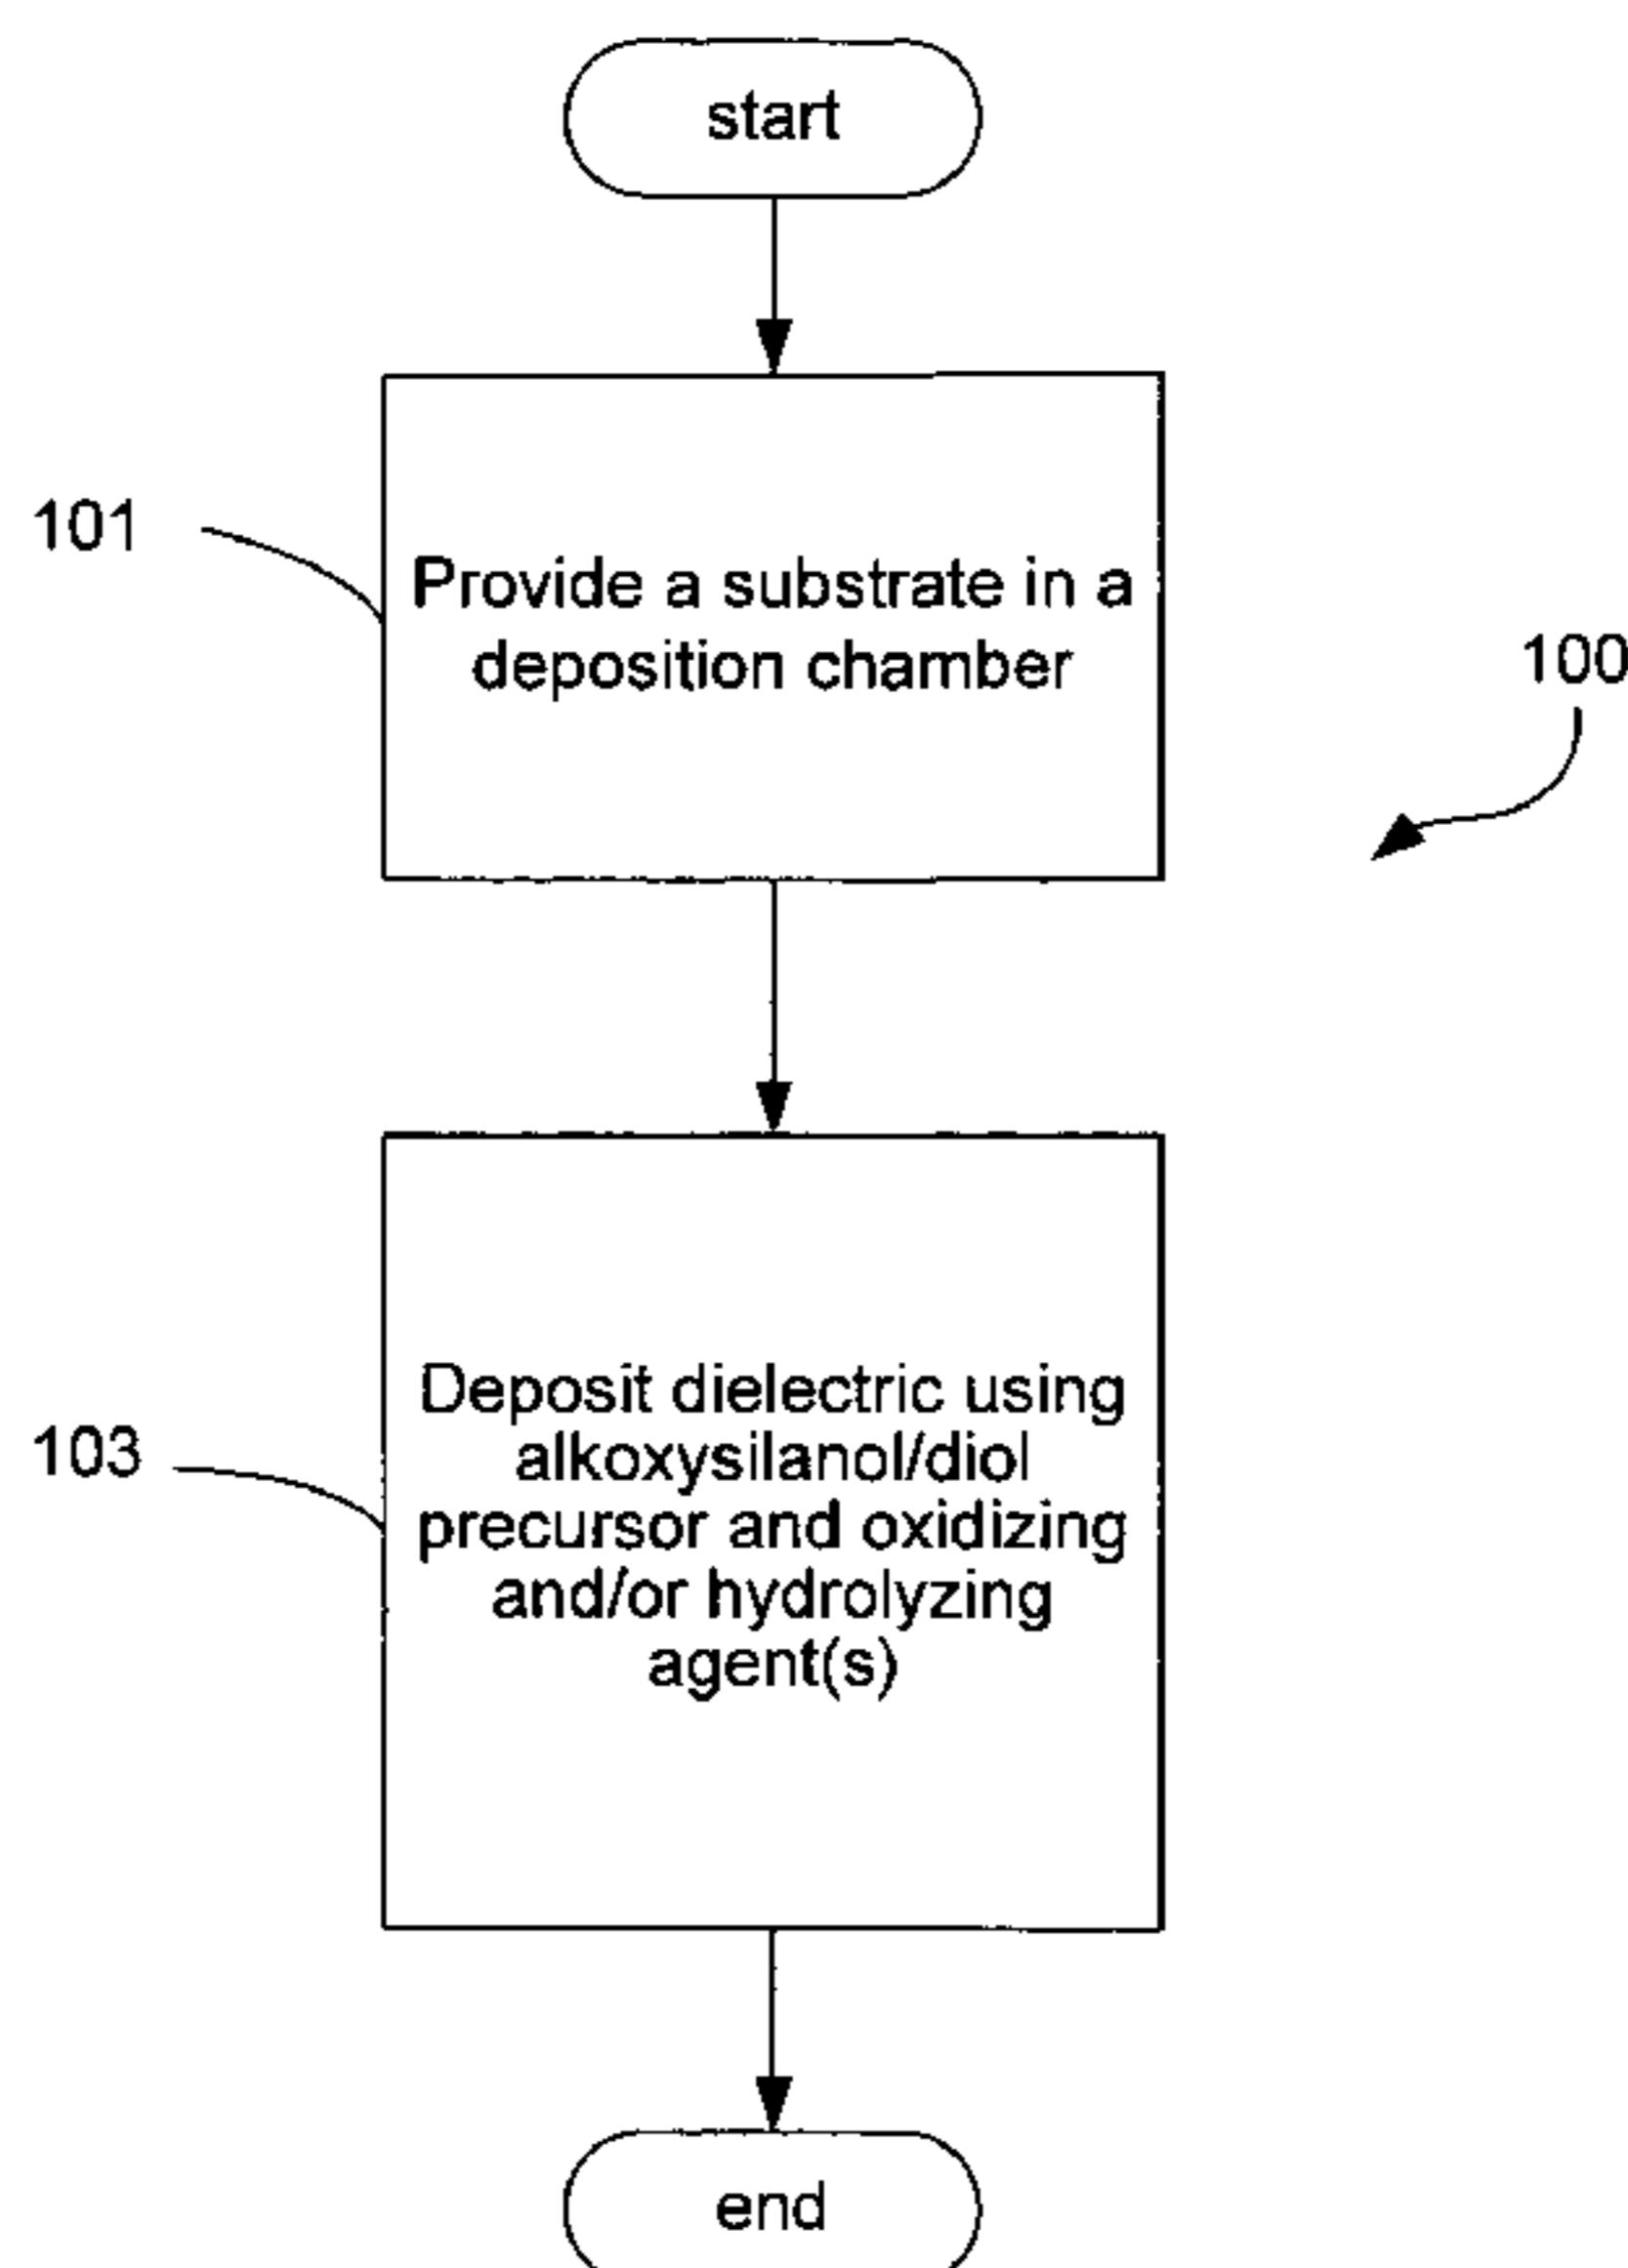 start
101
Provide a substrate in a
deposition chamber
100
103
Deposit dielectric using
alkoxysilanol/diol
precursor and oxidizing
and/or hydrolyzing
agent(s)
end